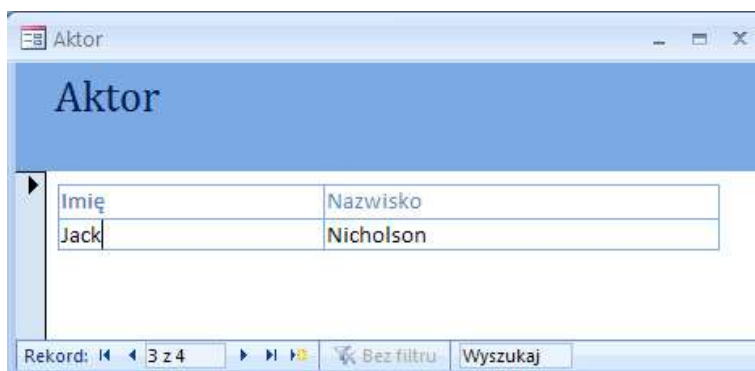 Aktor
Aktor
Imię Nazwisko
Jack Nicholson
Rekord: 3 z 4 Bez filtru Wyszukaj